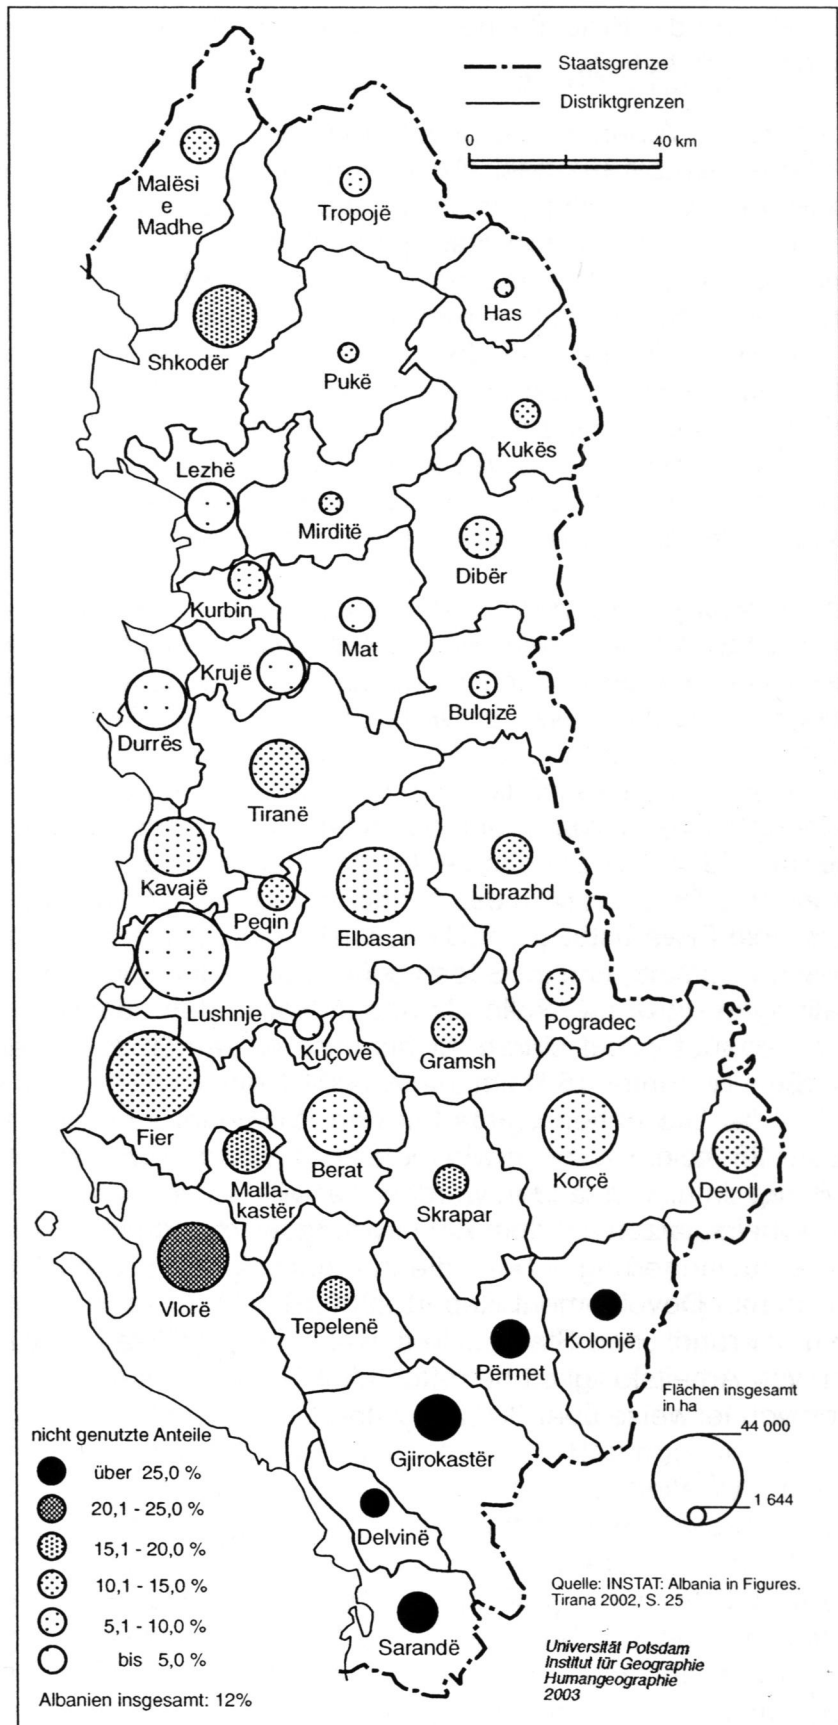 Staatsgrenze
Distriktgrenzen
0 40 km
Malësi
e
Madhe
Tropojë
Has
Shkodër
Pukë
Kukës
Lezhë
Mirditë
Dibër
Kurbin
Mat
Krujë
Bulqizë
Durrës
Tiranë
Kavajë
Librazhd
Peqin
Elbasan
Lushnje
Pogradec
Kuçovë
Gramsh
Fier
Berat
Korçë
Devoll
Malla-
kastër
Skrapar
Vlorë
Tepelenë
Kolonjë
Përmet
Gjirokastër
Delvinë
Sarandë
Flächen insgesamt
in ha
44 000
1 644
nicht genutzte Anteile
über 25,0 %
20,1 - 25,0 %
15,1 - 20,0 %
10,1 - 15,0 %
5,1 - 10,0 %
bis 5,0 %
Albanien insgesamt: 12%
Quelle: INSTAT: Albania in Figures.
Tirana 2002, S. 25
Universität Potsdam
Institut für Geographie
Humangeographie
2003